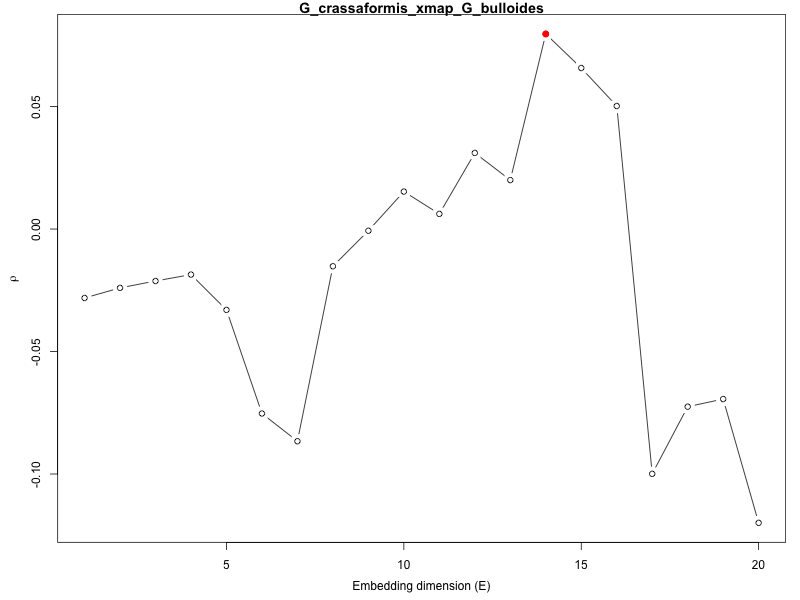 G_crassaformis_xmap_G_bulloides
0.05
0.00
-0.05
-0.10
ρ
5 10 15 20
Embedding dimension (E)